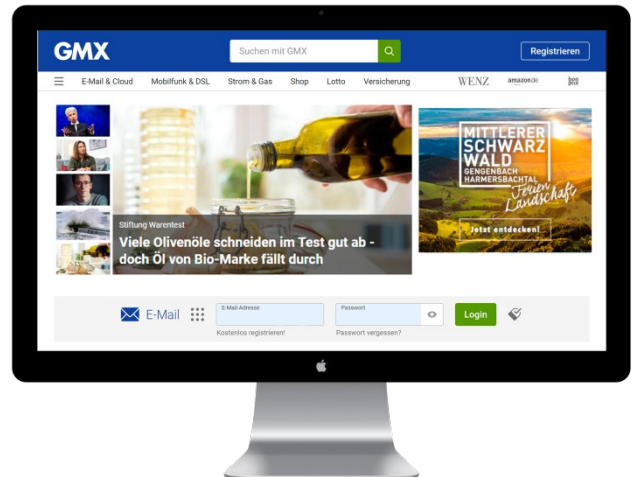 GMX
Suchen mit GMX
Registrieren
E-Mail & Cloud Mobilfunk & DSL Strom & Gas Shop Lotto Versicherung WENZ amazon.de
MITTLERER
SCHWARZ
WALD
GENGENBACH
HARMERSBACHTAL
Ferien
Landschaft
Jetzt entdecken!
Stiftung Warentest
Viele Olivenöle schneiden im Test gut ab -
doch Öl von Bio-Marke fällt durch
E-Mail
E-Mail-Adresse
Passwort
Login
Kostenlos registrieren!
Passwort vergessen?